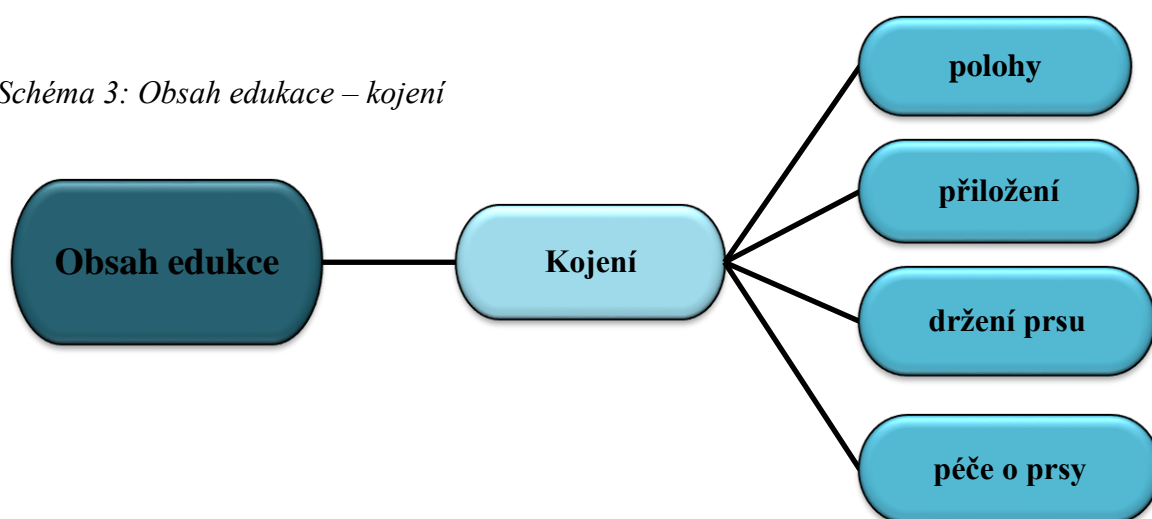 Schéma 3: Obsah edukace – kojení
Obsah edukce
Kojení
polohy
přiložení
držení prsu
péče o prsy